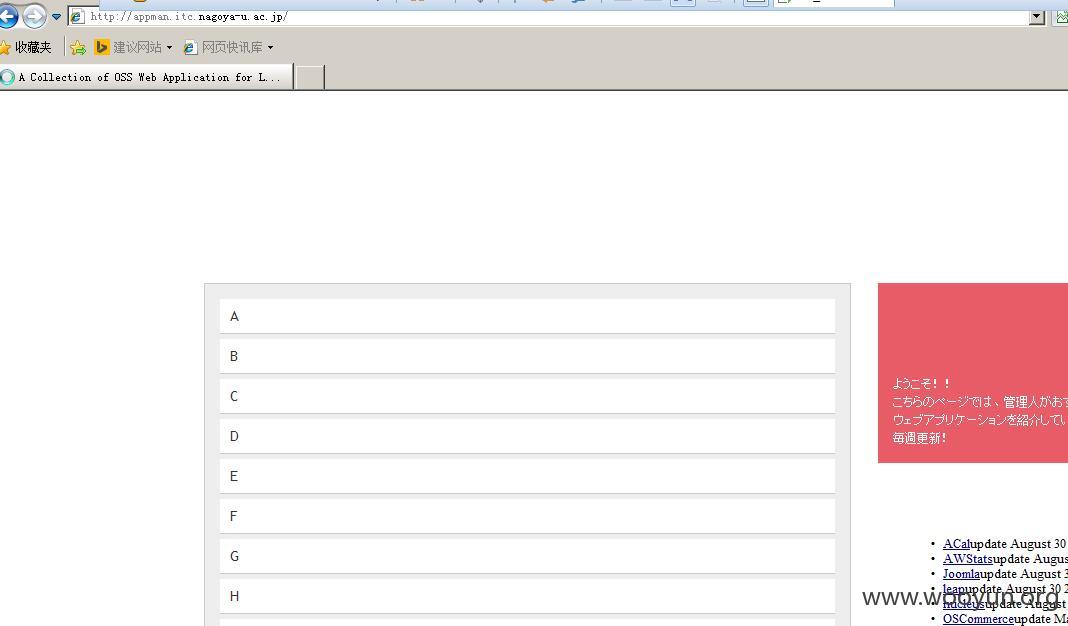 http://appman.itc.nagoya-u.ac.jp/
收藏夹 建议网站 网页快讯库
A Collection of OSS Web Application for L...
A
B
C
D
E
F
G
H
ようこそ！！
こちらのページでは、管理人がおす
ウェブアプリケーションを紹介してい
毎週更新！
• ACalupdate August 30
• AWStatsupdate Augus
• Joomlaupdate August 3
• leapupdate August 30 2
• nucleusupdate August
• OSCommerceupdate Ma
www.wooyun.org